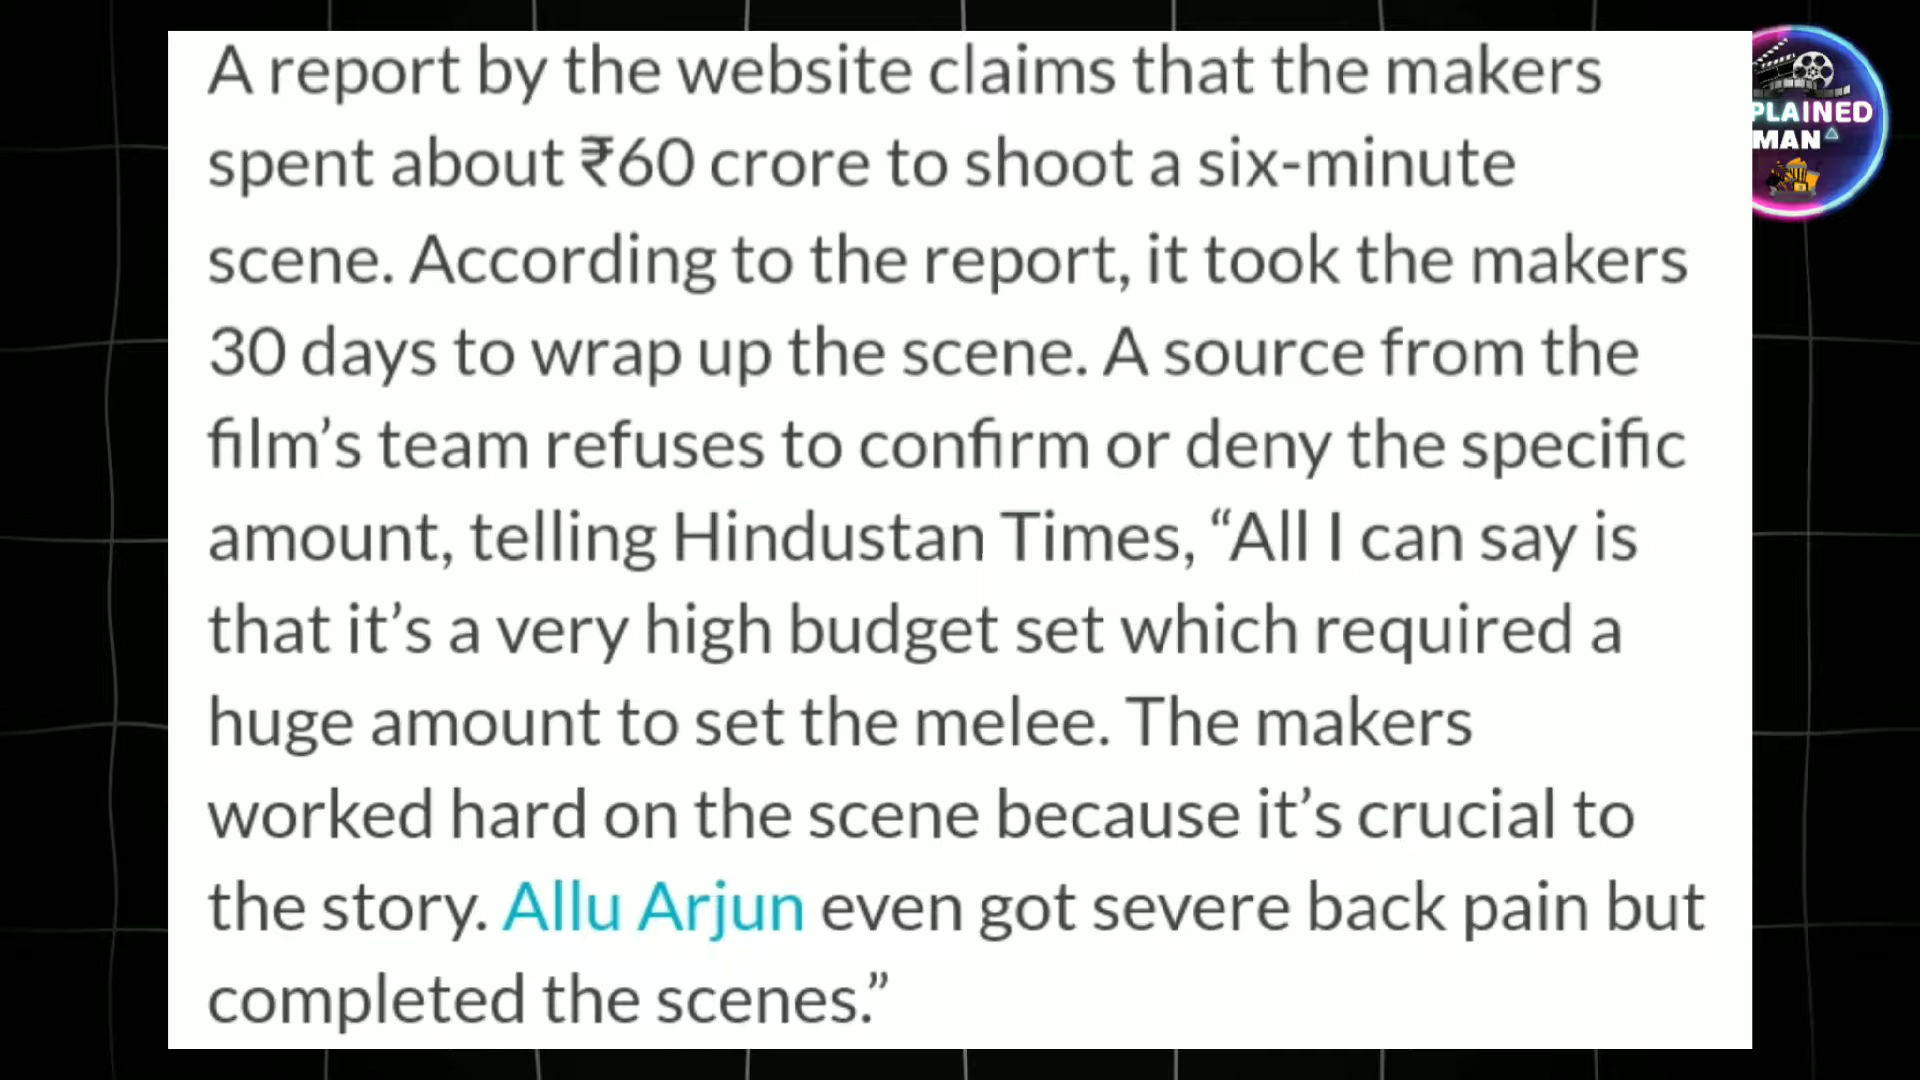 A report by the website claims that the makers
spent about ₹60 crore to shoot a six-minute
scene. According to the report, it took the makers
30 days to wrap up the scene. A source from the
film’s team refuses to confirm or deny the specific
amount, telling Hindustan Times, “All I can say is
that it’s a very high budget set which required a
huge amount to set the melee. The makers
worked hard on the scene because it’s crucial to
the story. Allu Arjun even got severe back pain but
completed the scenes.”
PLAINED
MAN